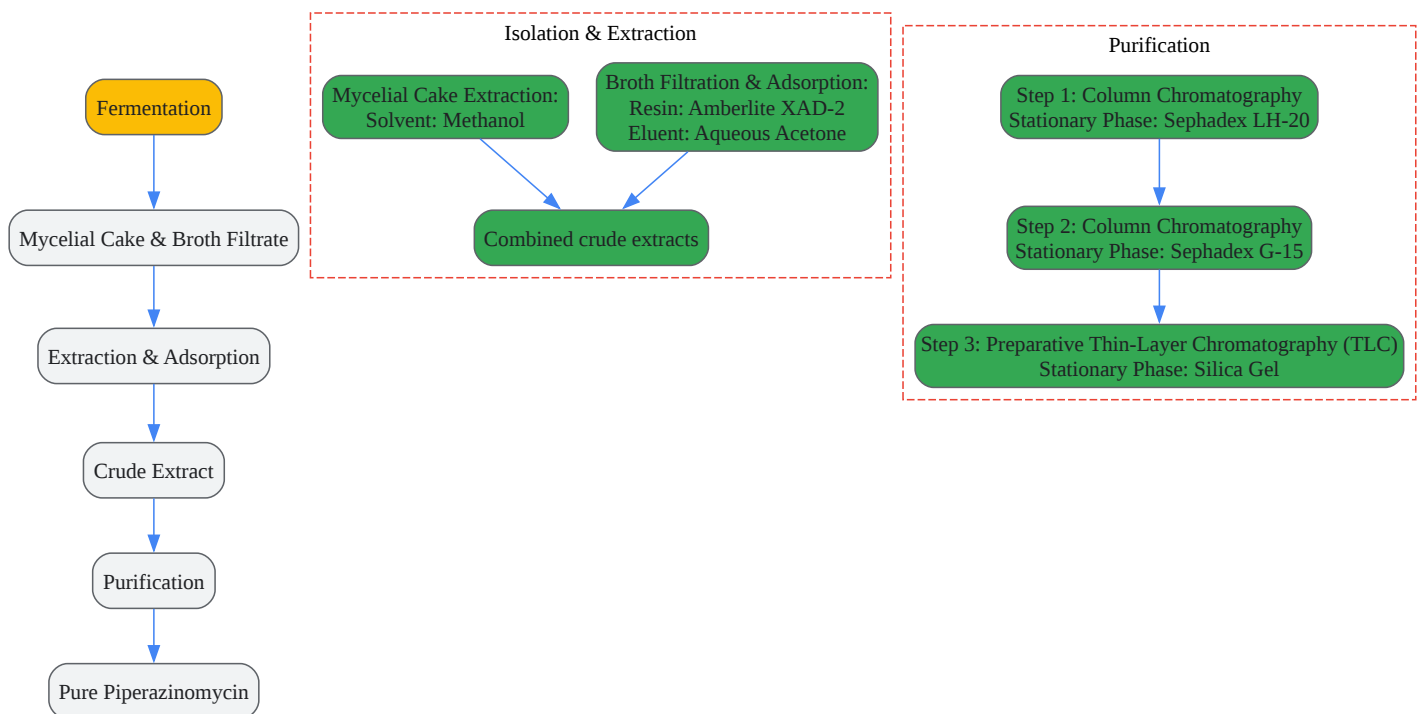 Fermentation
Mycelial Cake & Broth Filtrate
Extraction & Adsorption
Crude Extract
Purification
Pure Piperazinomycin
Isolation & Extraction
Mycelial Cake Extraction:
Solvent: Methanol
Broth Filtration & Adsorption:
Resin: Amberlite XAD-2
Eluent: Aqueous Acetone
Combined crude extracts
Purification
Step 1: Column Chromatography
Stationary Phase: Sephadex LH-20
Step 2: Column Chromatography
Stationary Phase: Sephadex G-15
Step 3: Preparative Thin-Layer Chromatography (TLC)
Stationary Phase: Silica Gel